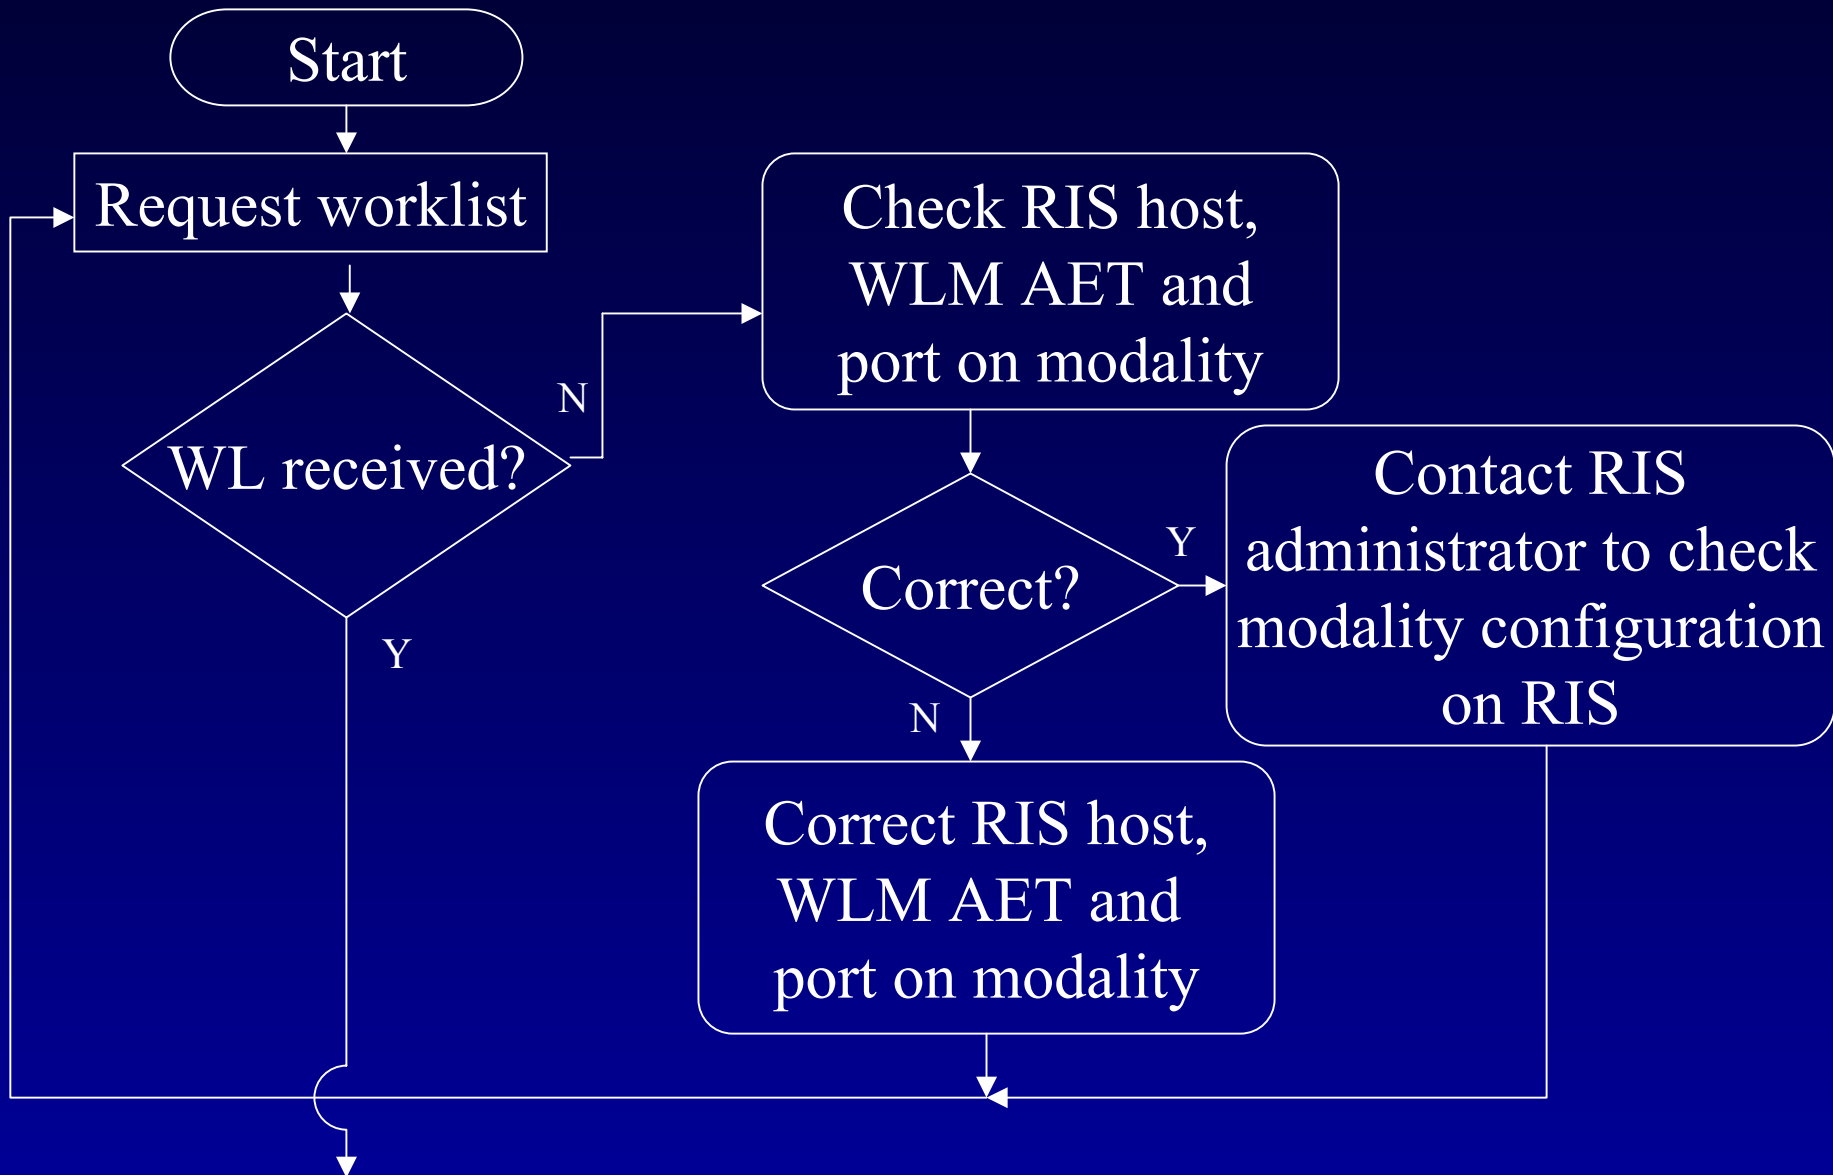 Start
Request worklist
WL received?
N
Y
Check RIS host,
WLM AET and
port on modality
Correct?
Y
N
Contact RIS
administrator to check
modality configuration
on RIS
Correct RIS host,
WLM AET and
port on modality